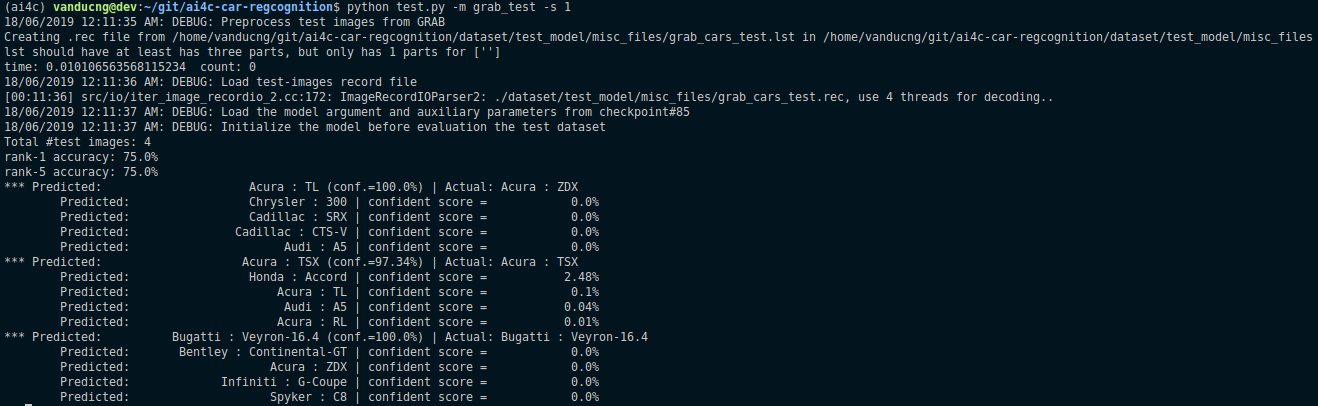 (ai4c) vanducng@dev:~/git/ai4c-car-regcognition$ python test.py -m grab_test -s 1
18/06/2019 12:11:35 AM: DEBUG: Preprocess test images from GRAB
Creating .rec file from /home/vanducng/git/ai4c-car-regcognition/dataset/test_model/misc_files/grab_cars_test.lst in /home/vanducng/git/ai4c-car-regcognition/dataset/test_model/misc_files
lst should have at least has three parts, but only has 1 parts for ['']
time: 0.010106563568115234  count: 0
18/06/2019 12:11:36 AM: DEBUG: Load test-images record file
[00:11:36] src/io/iter_image_recordio_2.cc:172: ImageRecordIOParser2: ./dataset/test_model/misc_files/grab_cars_test.rec, use 4 threads for decoding..
18/06/2019 12:11:37 AM: DEBUG: Load the model argument and auxiliary parameters from checkpoint#85
18/06/2019 12:11:37 AM: DEBUG: Initialize the model before evaluation the test dataset
Total #test images: 4
rank-1 accuracy: 75.0%
rank-5 accuracy: 75.0%
*** Predicted: Acura : TL (conf.=100.0%) | Actual: Acura : ZDX
Predicted: Chrysler : 300 | confident score = 0.0%
Predicted: Cadillac : SRX | confident score = 0.0%
Predicted: Cadillac : CTS-V | confident score = 0.0%
Predicted: Audi : A5 | confident score = 0.0%
*** Predicted: Acura : TSX (conf.=97.34%) | Actual: Acura : TSX
Predicted: Honda : Accord | confident score = 2.48%
Predicted: Acura : TL | confident score = 0.1%
Predicted: Audi : A5 | confident score = 0.04%
Predicted: Acura : RL | confident score = 0.01%
*** Predicted: Bugatti : Veyron-16.4 (conf.=100.0%) | Actual: Bugatti : Veyron-16.4
Predicted: Bentley : Continental-GT | confident score = 0.0%
Predicted: Acura : ZDX | confident score = 0.0%
Predicted: Infiniti : G-Coupe | confident score = 0.0%
Predicted: Spyker : C8 | confident score = 0.0%